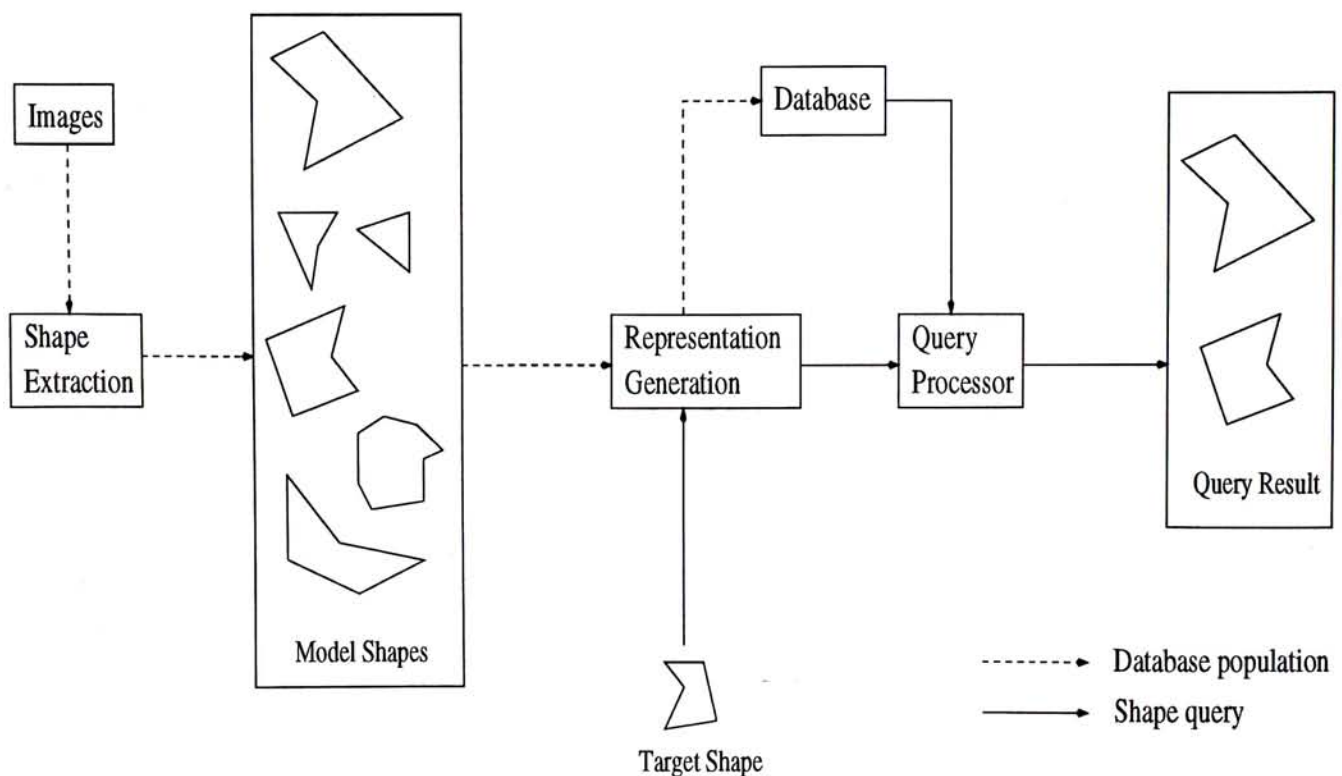 Images
Database
Shape
Extraction
Representation
Generation
Query
Processor
Query Result
Model Shapes
Database population
Shape query
Target Shape